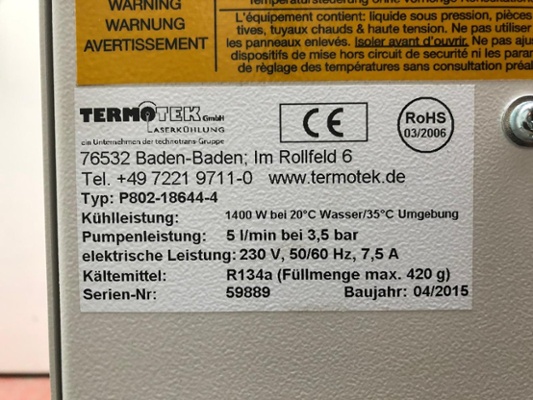 WARNING
WARNUNG
AVERTISSEMENT
Temperatursteuerung ohne vorherige Konsultation
L'équipement contient: liquide sous pression, pièces
tives, tuyaux chauds & haute tension. Ne pas utiliser
les panneaux enlevés. Isoler avant d'ouvrir. Ne pas
dispositifs de mise hors circuit de securité ni les
de réglage des températures sans consultation
TERMOTEK GmbH
LASERKÜHLUNG
ein Unternehmen der technotrans-Gruppe
CE
RoHS
03/2006
76532 Baden-Baden; Im Rollfeld 6
Tel. +49 7221 9711-0 www.termotek.de
Typ: P802-18644-4
Kühlleistung: 1400 W bei 20°C Wasser/35°C Umgebung
Pumpenleistung: 5 l/min bei 3,5 bar
elektrische Leistung: 230 V, 50/60 Hz, 7,5 A
Kältemittel: R134a (Füllmenge max. 420 g)
Serien-Nr: 59889 Baujahr: 04/2015